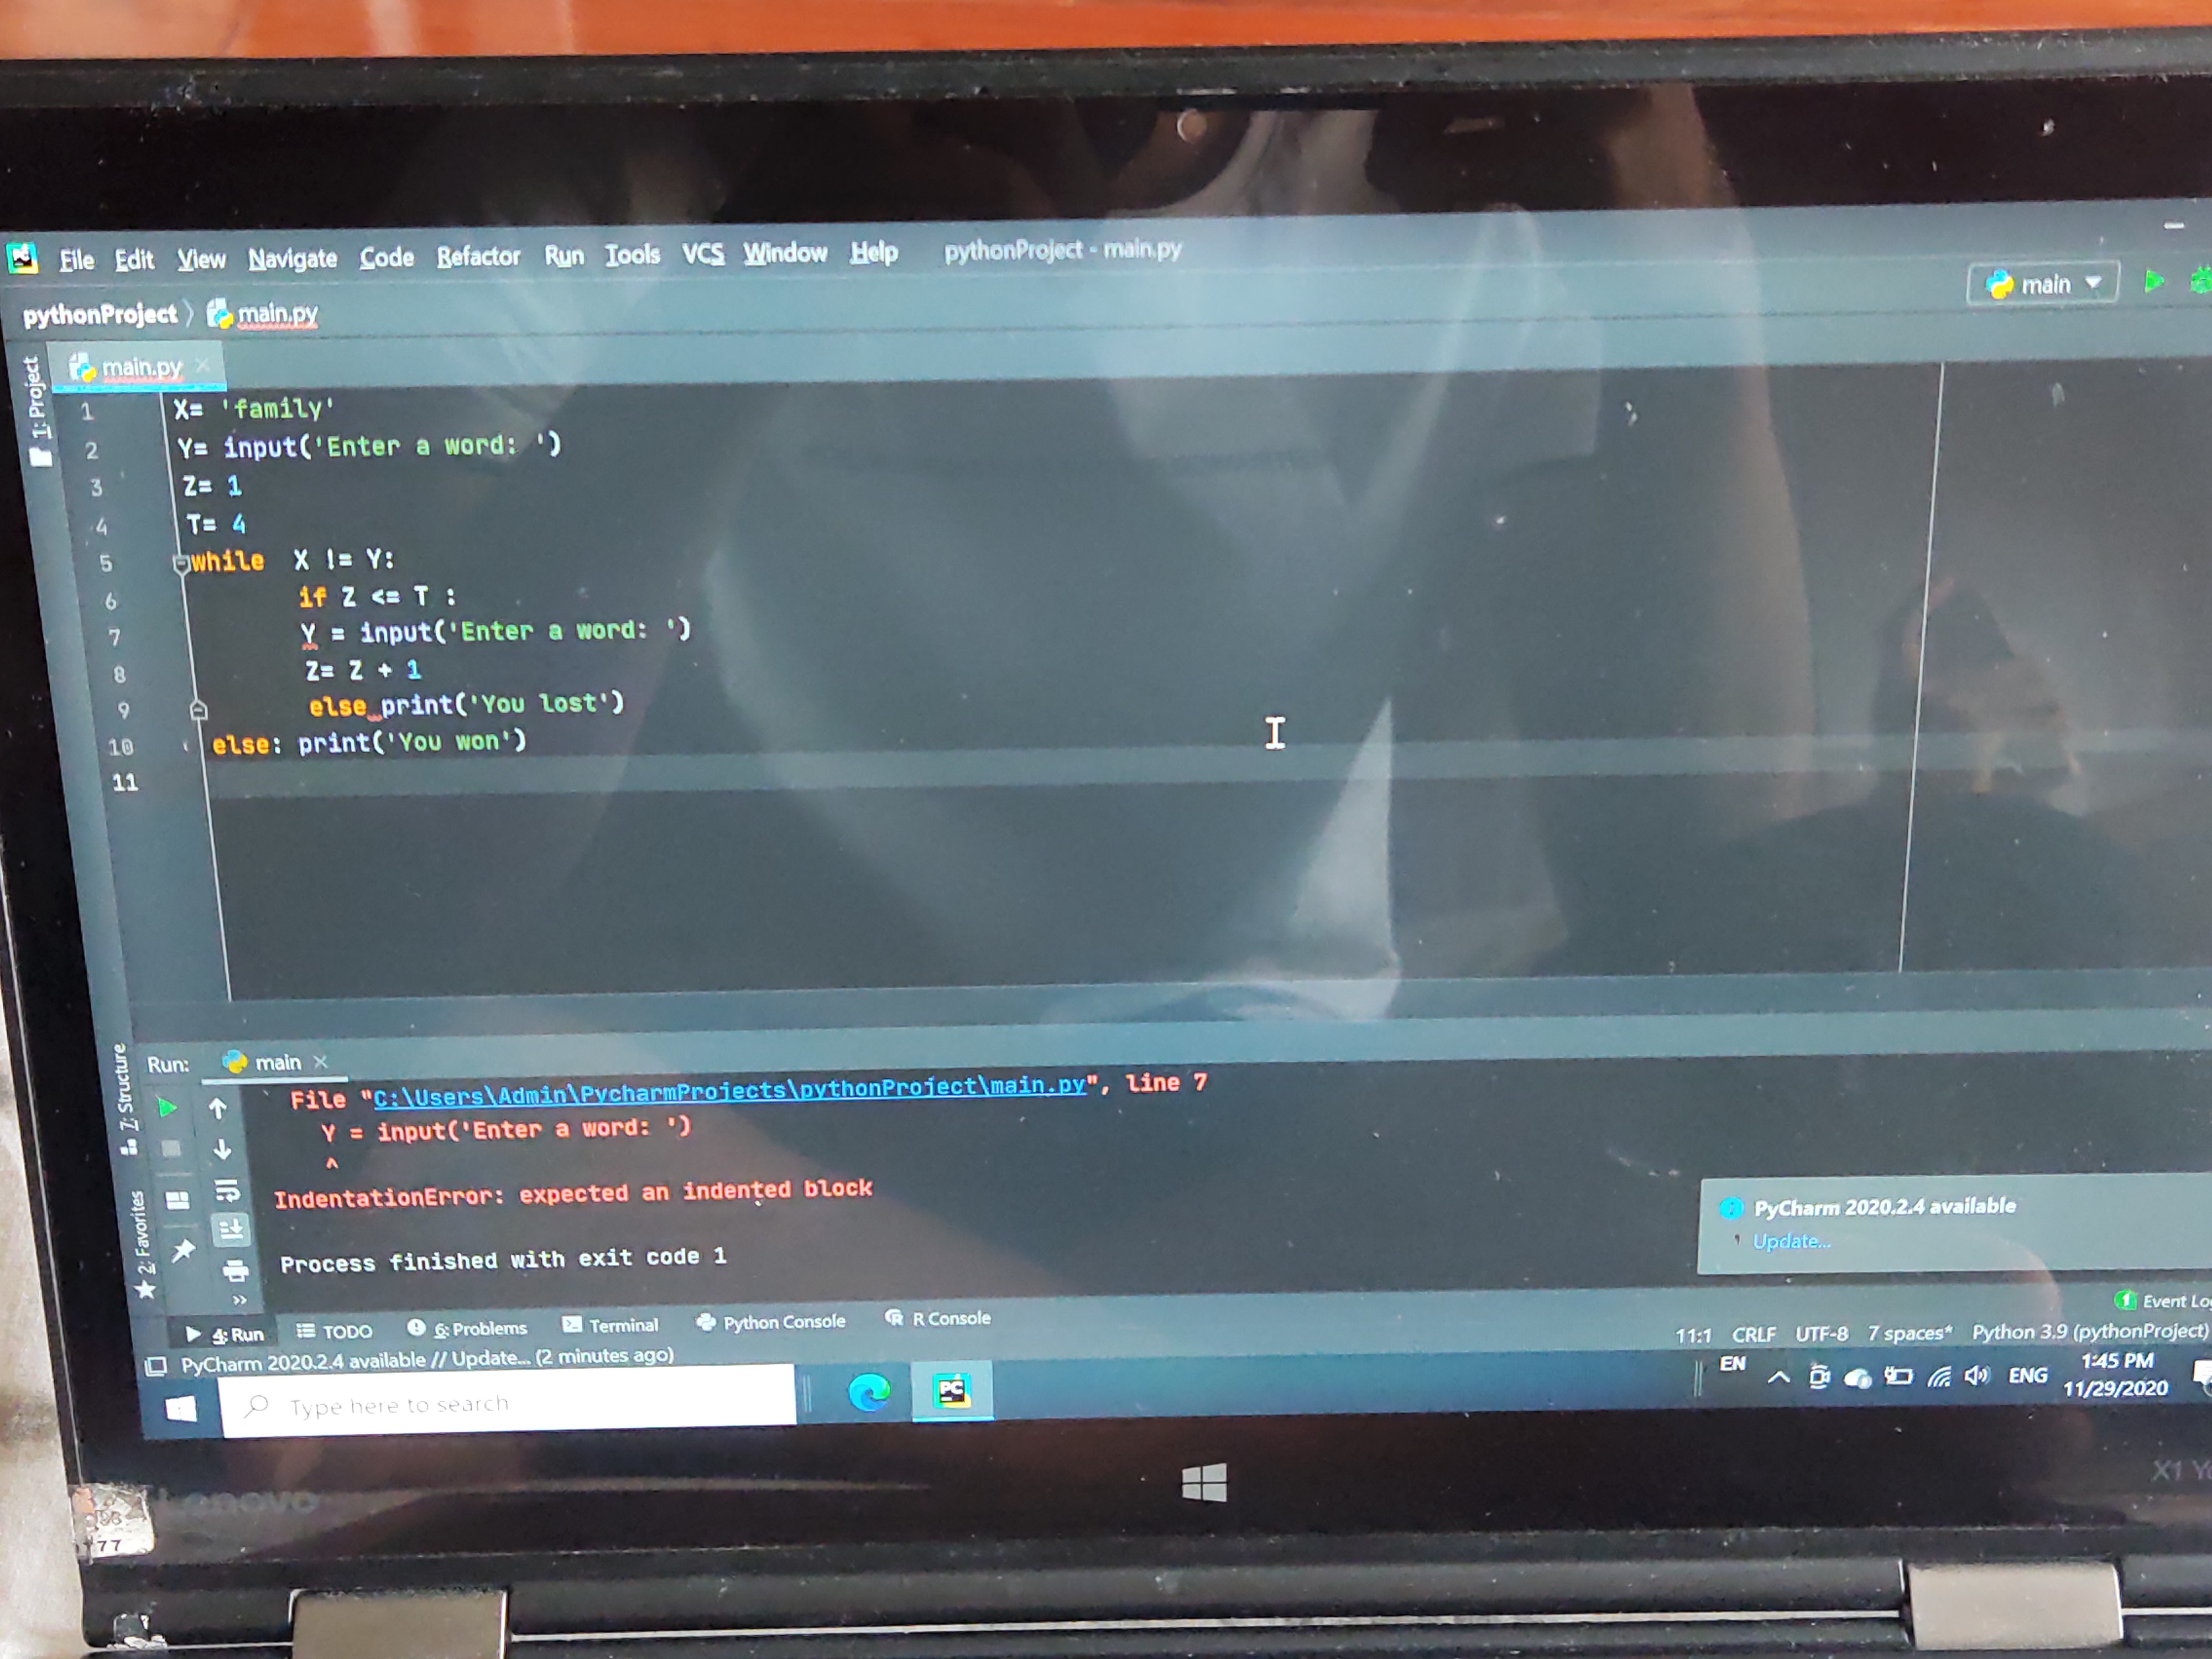 File Edit View Navigate Code Refactor Run Tools VCS Window Help pythonProject - main.py
pythonProject main.py
main
main.py
1: Project
1 X= 'family'
2 Y= input('Enter a word: ')
3 Z= 1
4 T= 4
5 while X != Y:
6 if Z <= T :
7 Y = input('Enter a word: ')
8 Z= Z + 1
9 else print('You lost')
10 else: print('You won')
11
7: Structure
2: Favorites
Run: main
File "C:\Users\Admin\PycharmProjects\pythonProject\main.py", line 7
Y = input('Enter a word: ')
^
IndentationError: expected an indented block
Process finished with exit code 1
PyCharm 2020.2.4 available
Update...
4: Run TODO 6: Problems Terminal Python Console R Console
1 Event
PyCharm 2020.2.4 available // Update... (2 minutes ago)
11:1 CRLF UTF-8 7 spaces* Python 3.9 (pythonProject)
Type here to search
PC
EN
ENG
1:45 PM
11/29/2020
Lenovo
X1
77